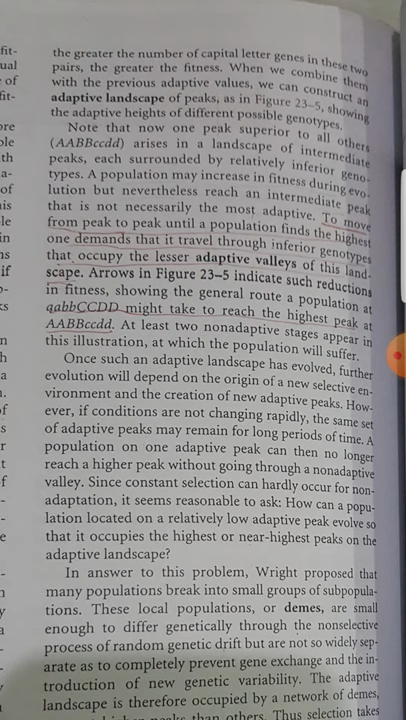 the greater the number of capital letter genes in these two
pairs, the greater the fitness. When we combine them
with the previous adaptive values, we can construct an
adaptive landscape of peaks, as in Figure 23–5, showing
the adaptive heights of different possible genotypes.
Note that now one peak superior to all others
(AABBccdd) arises in a landscape of intermediate
peaks, each surrounded by relatively inferior geno-
types. A population may increase in fitness during evo-
lution but nevertheless reach an intermediate peak
that is not necessarily the most adaptive. To move
from peak to peak until a population finds the highest
one demands that it travel through inferior genotypes
that occupy the lesser adaptive valleys of this land-
scape. Arrows in Figure 23–5 indicate such reductions
in fitness, showing the general route a population at
aabbCCDD might take to reach the highest peak at
AABBccdd. At least two nonadaptive stages appear in
this illustration, at which the population will suffer.
Once such an adaptive landscape has evolved, further
evolution will depend on the origin of a new selective en-
vironment and the creation of new adaptive peaks. How-
ever, if conditions are not changing rapidly, the same set
of adaptive peaks may remain for long periods of time. A
population on one adaptive peak can then no longer
reach a higher peak without going through a nonadaptive
valley. Since constant selection can hardly occur for non-
adaptation, it seems reasonable to ask: How can a popu-
lation located on a relatively low adaptive peak evolve so
that it occupies the highest or near-highest peaks on the
adaptive landscape?
In answer to this problem, Wright proposed that
many populations break into small groups of subpopula-
tions. These local populations, or demes, are small
enough to differ genetically through the nonselective
process of random genetic drift but are not so widely sep-
arate as to completely prevent gene exchange and the in-
troduction of new genetic variability. The adaptive
landscape is therefore occupied by a network of demes,
peaks than others. Thus selection takes